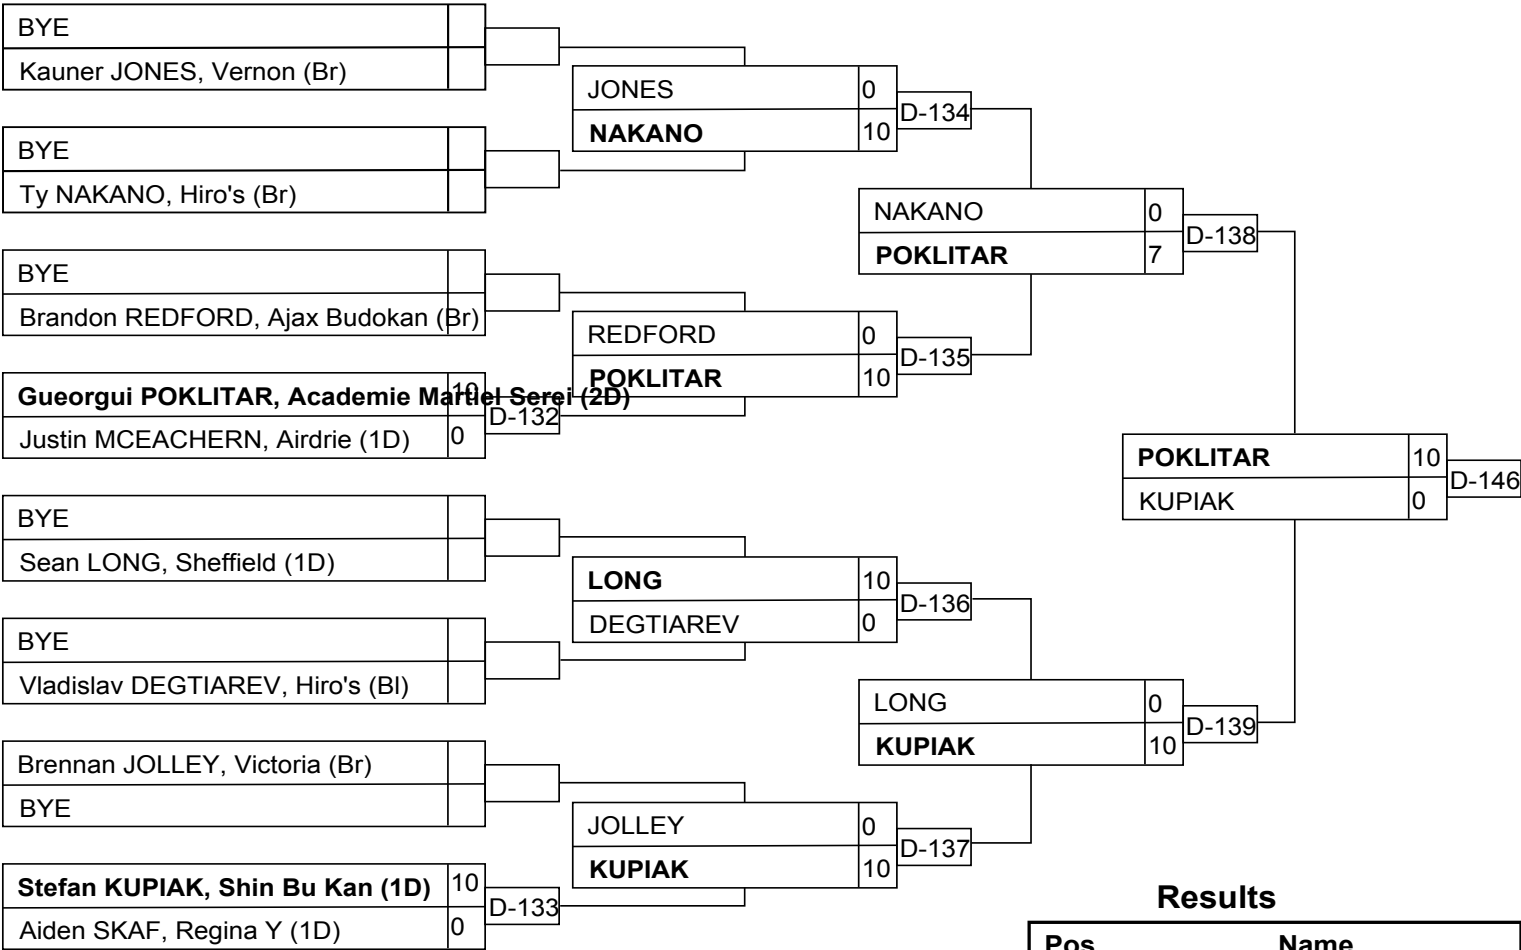 BYE
Kauner JONES, Vernon (Br)
BYE
Ty NAKANO, Hiro's (Br)
BYE
Brandon REDFORD, Ajax Budokan (Br)
Gueorgui POKLITAR, Academie Martiel Serei (2D) 10
Justin MCEACHERN, Airdrie (1D) 0
D-132
BYE
Sean LONG, Sheffield (1D)
BYE
Vladislav DEGTIAREV, Hiro's (Bl)
Brennan JOLLEY, Victoria (Br)
BYE
Stefan KUPIAK, Shin Bu Kan (1D) 10
Aiden SKAF, Regina Y (1D) 0
D-133
JONES 0
NAKANO 10
D-134
REDFORD 0
POKLITAR 10
D-135
LONG 10
DEGTIAREV 0
D-136
JOLLEY 0
KUPIAK 10
D-137
NAKANO 0
POKLITAR 7
D-138
LONG 0
KUPIAK 10
D-139
POKLITAR 10
KUPIAK 0
D-146
Results
Pos Name